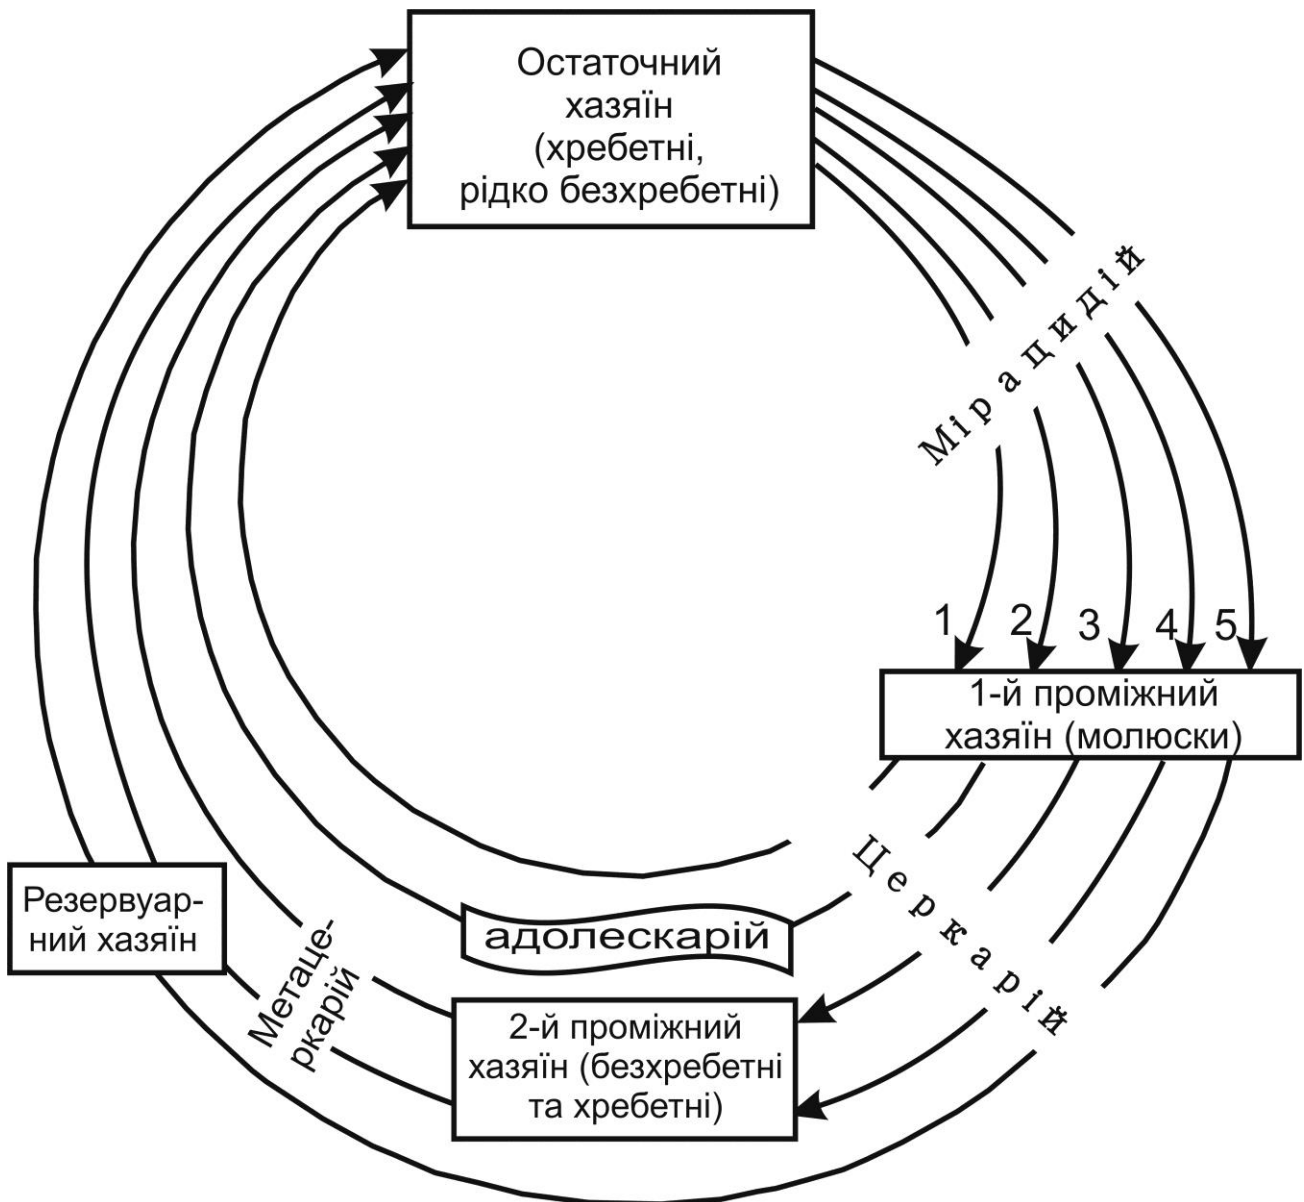 Остаточний
хазяїн
(хребетні,
рідко безхребетні)
Мірацидій
1 2 3 4 5
1-й проміжний
хазяїн (молюски)
Церкарій
Резервуар-
ний хазяїн
Метаце-
ркарій
адолескарій
2-й проміжний
хазяїн (безхребетні
та хребетні)